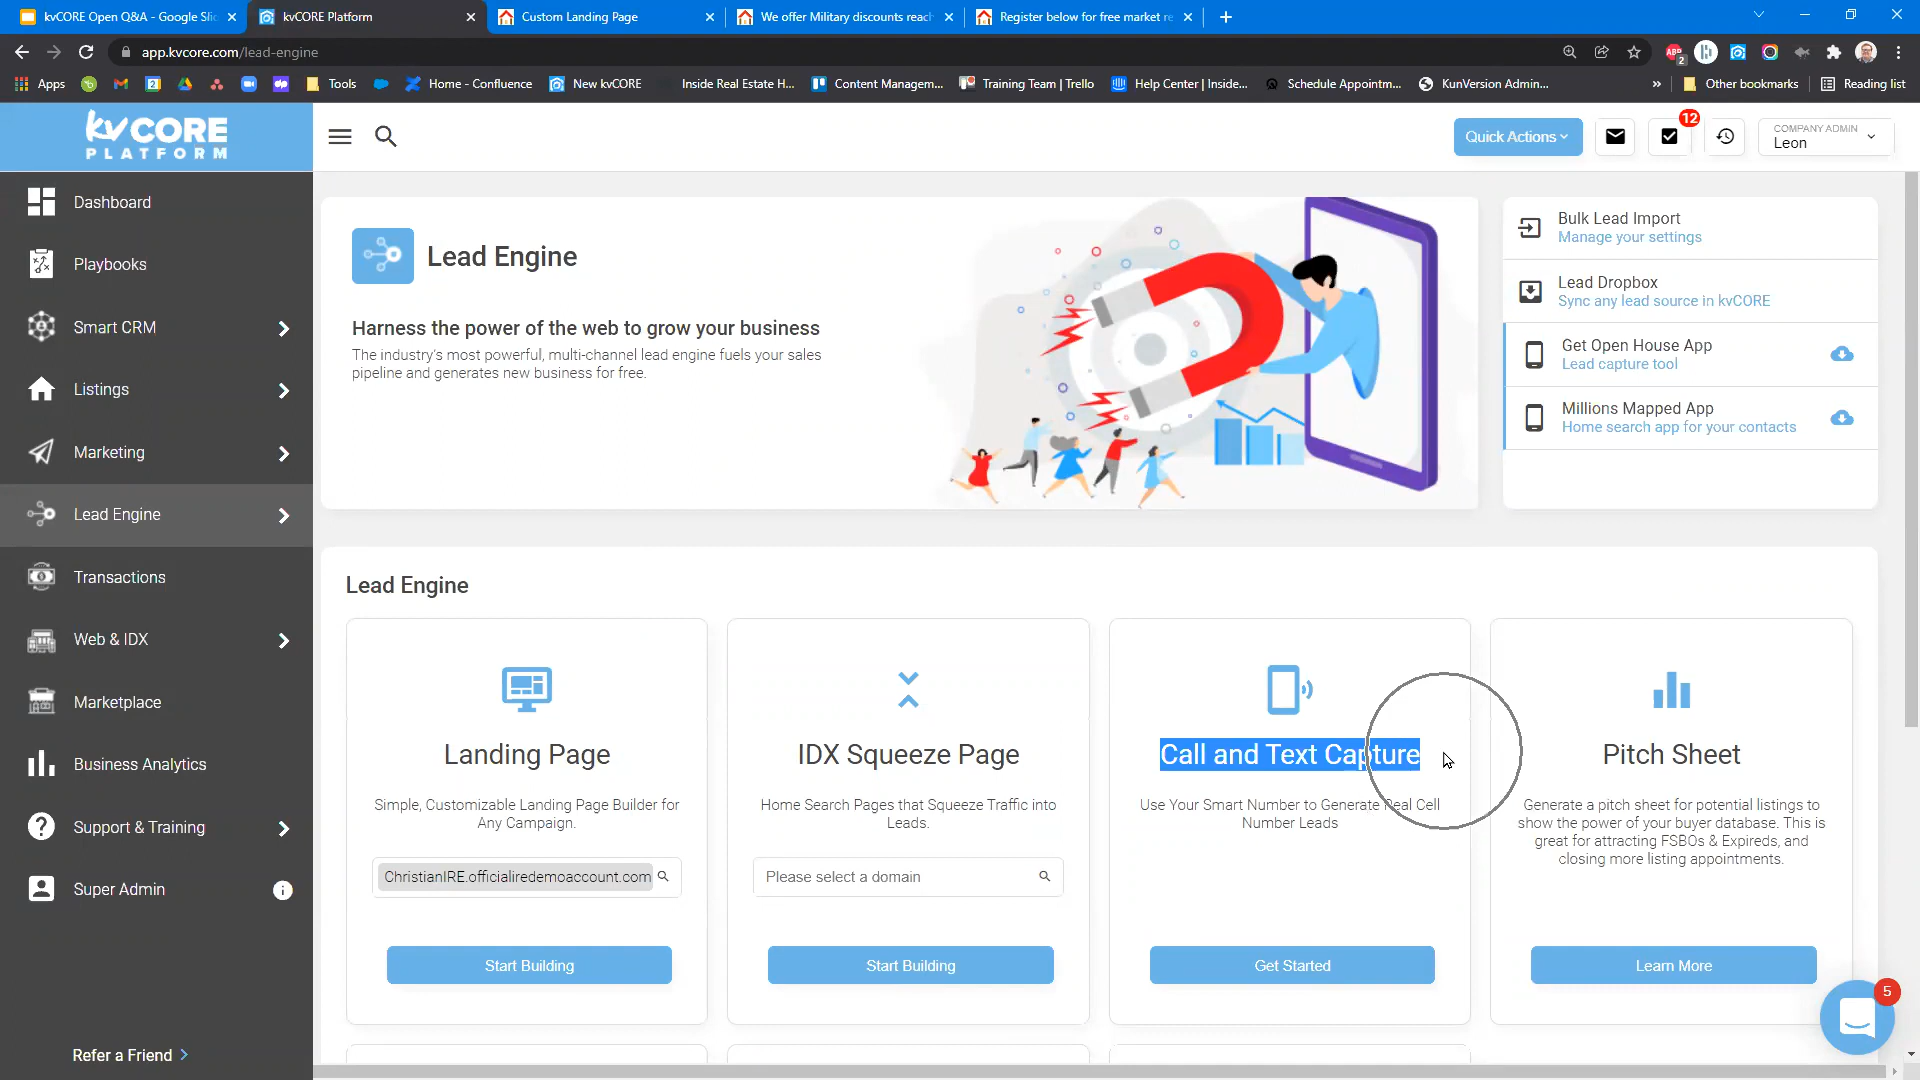 kvCORE Open Q&A - Google Slid
kvCORE Platform
Custom Landing Page
We offer Military discounts reach
Register below for free market re
app.kvcore.com/lead-engine
2
Apps
Tools
Home - Confluence
New kvCORE
Inside Real Estate H...
Content Managem...
Training Team | Trello
Help Center | Inside...
Schedule Appointm...
KunVersion Admin...
»
Other bookmarks
Reading list
kvCORE
PLATFORM
Quick Actions
12
COMPANY ADMIN
Leon
Dashboard
Playbooks
Smart CRM
Listings
Marketing
Lead Engine
Transactions
Web & IDX
Marketplace
Business Analytics
Support & Training
Super Admin
Refer a Friend
Lead Engine
Harness the power of the web to grow your business
The industry's most powerful, multi-channel lead engine fuels your sales
pipeline and generates new business for free.
Bulk Lead Import
Manage your settings
Lead Dropbox
Sync any lead source in kvCORE
Get Open House App
Lead capture tool
Millions Mapped App
Home search app for your contacts
Lead Engine
Landing Page
Simple, Customizable Landing Page Builder for
Any Campaign.
ChristianIRE.officialiredemoaccount.com
Start Building
IDX Squeeze Page
Home Search Pages that Squeeze Traffic into
Leads.
Please select a domain
Start Building
Call and Text Capture
Use Your Smart Number to Generate Real Cell
Number Leads
Get Started
Pitch Sheet
Generate a pitch sheet for potential listings to
show the power of your buyer database. This is
great for attracting FSBOs & Expireds, and
closing more listing appointments.
Learn More
5